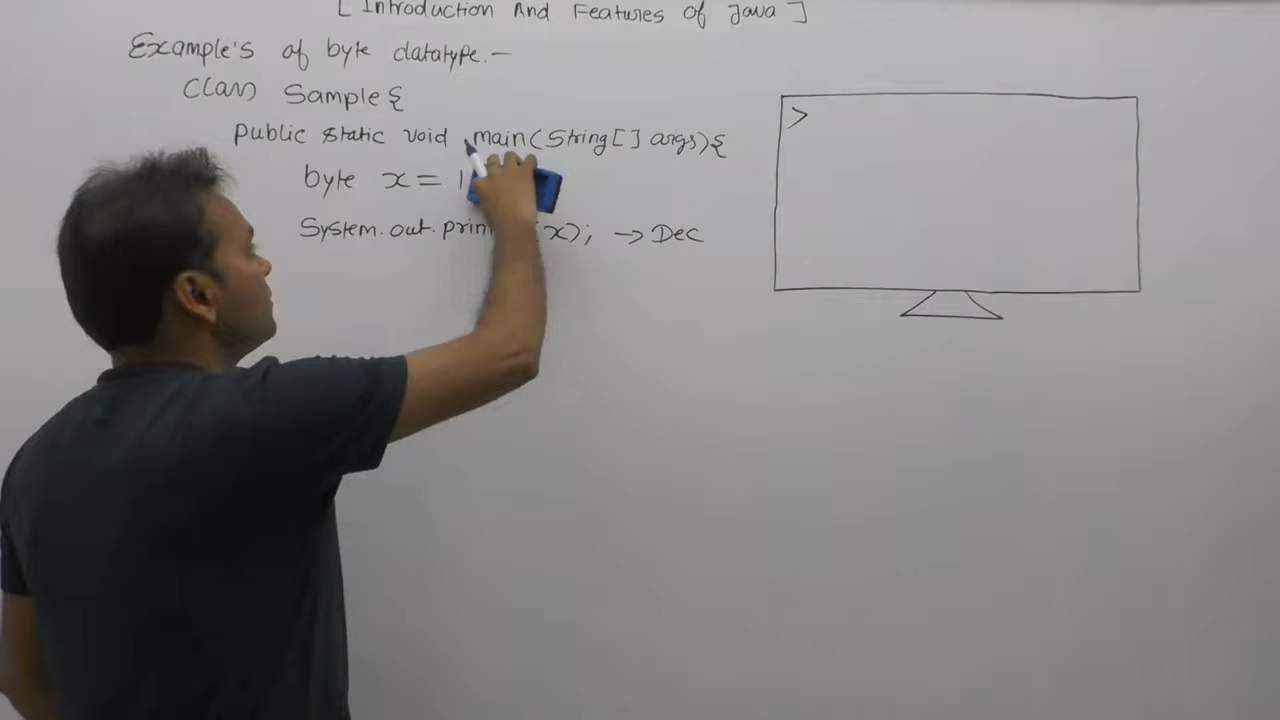 [ Introduction And Features Of Java ]
Example's of byte datatype. —
Class Sample {
public static void main(String[] args){
byte x = 1
System.out.prin (x); → Dec
>